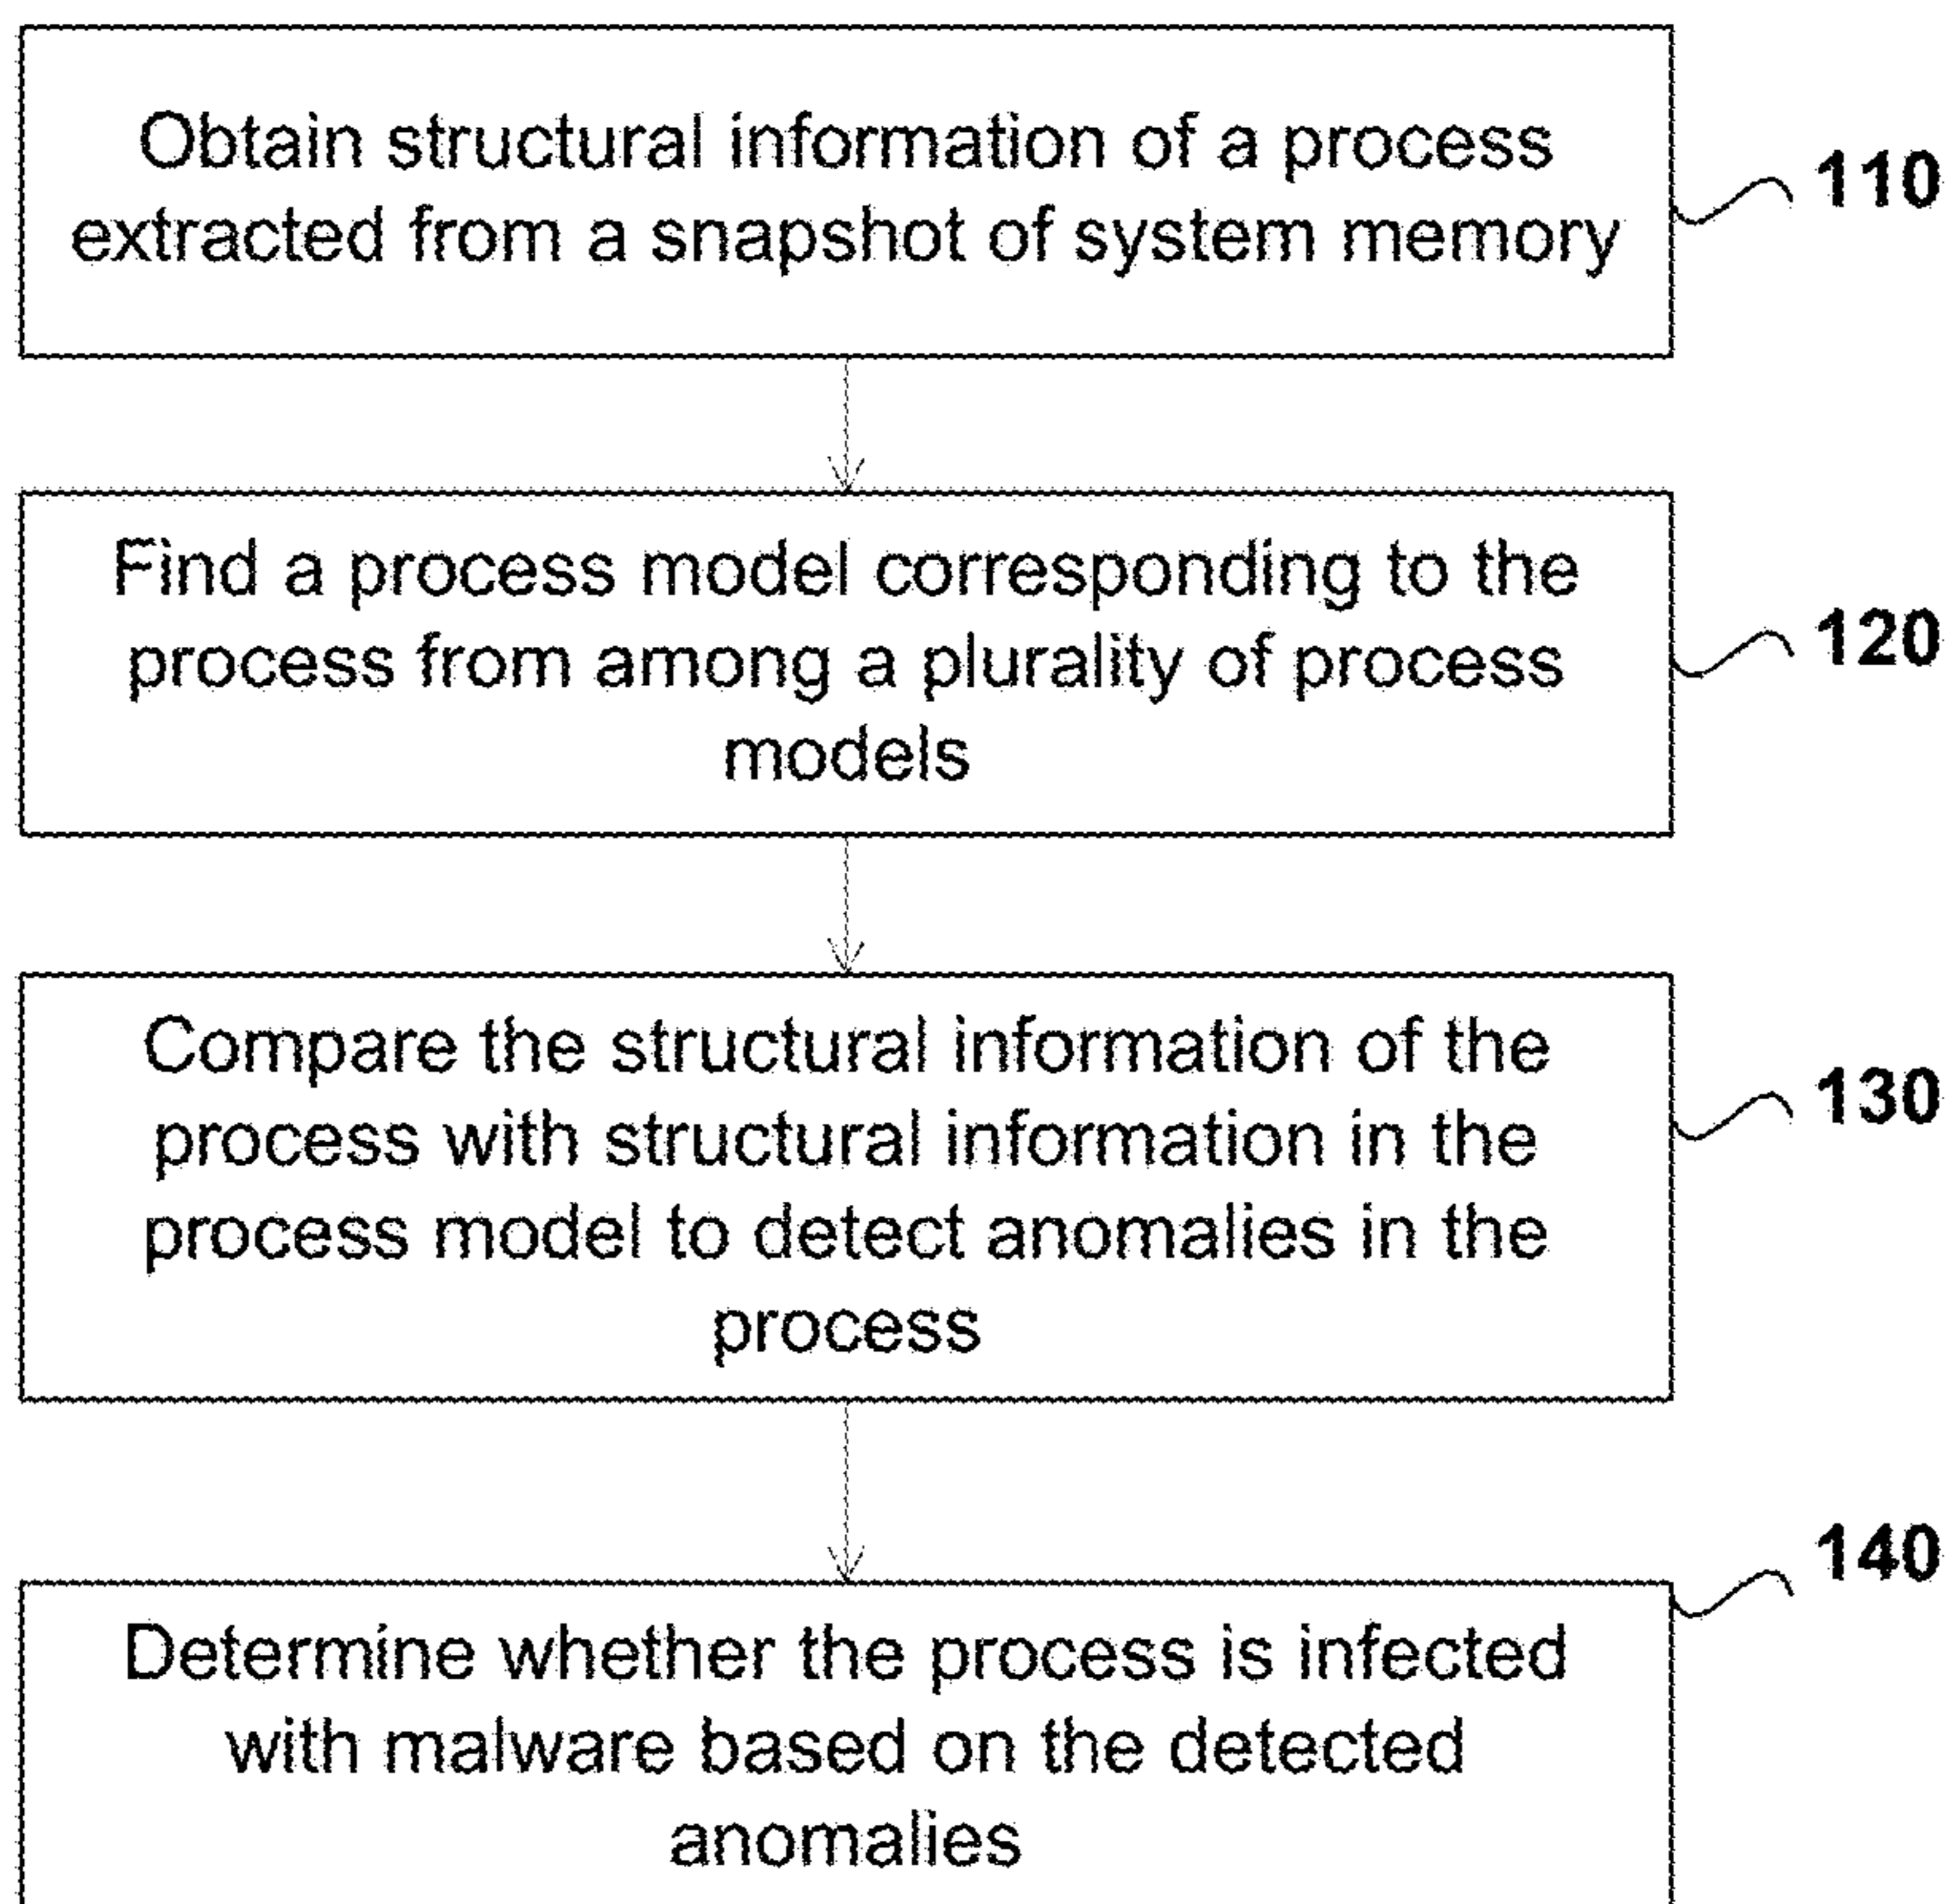 Obtain structural information of a process
extracted from a snapshot of system memory
110
Find a process model corresponding to the
process from among a plurality of process
models
120
Compare the structural information of the
process with structural information in the
process model to detect anomalies in the
process
130
Determine whether the process is infected
with malware based on the detected
anomalies
140